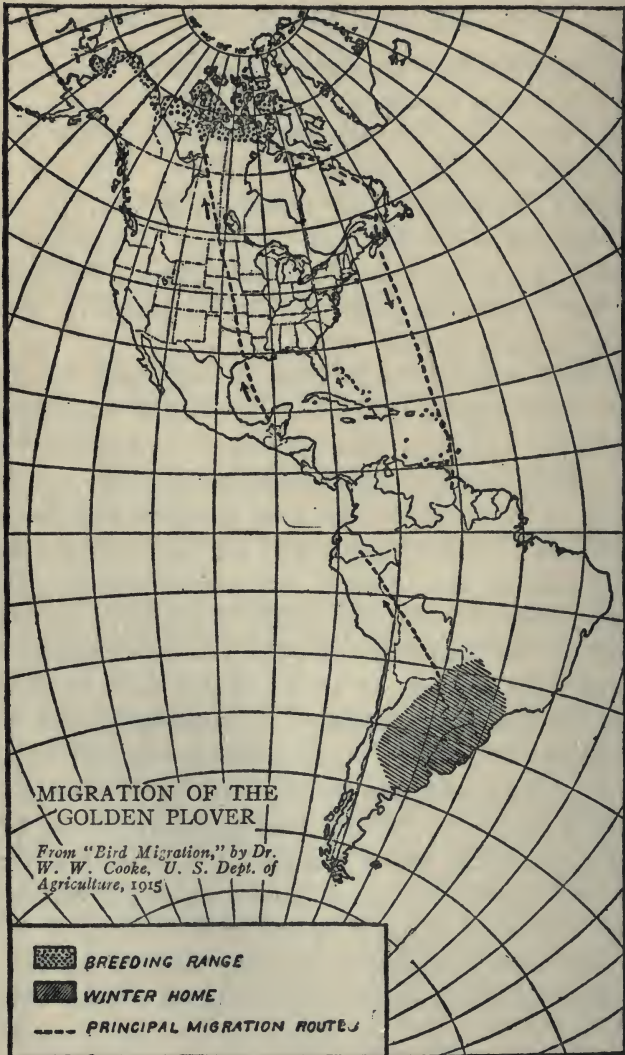 MIGRATION OF THE
GOLDEN PLOVER
From "Bird Migration," by Dr.
W. W. Cooke, U. S. Dept. of
Agriculture, 1915
BREEDING RANGE
WINTER HOME
PRINCIPAL MIGRATION ROUTES